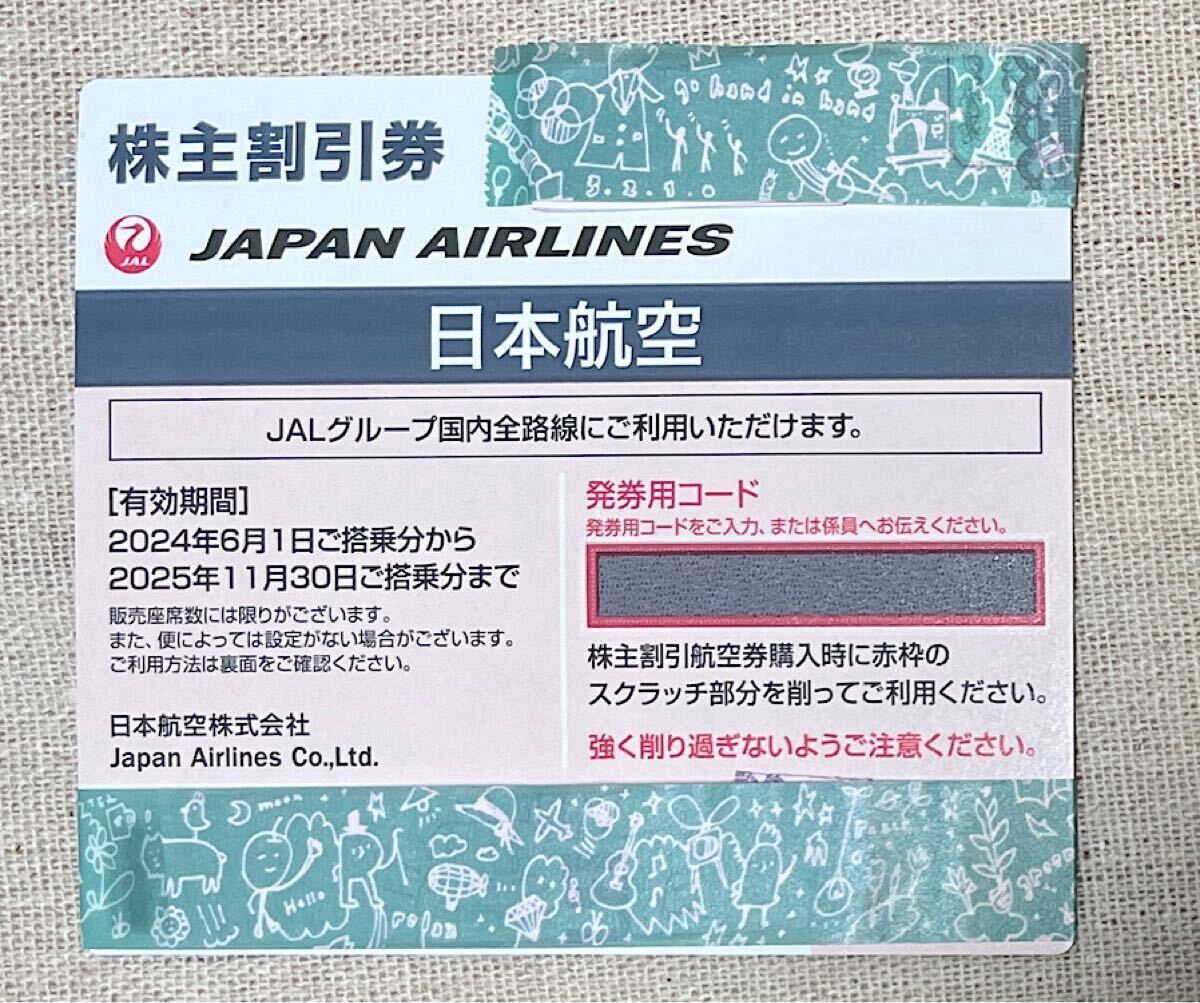 株主割引券
go hand in hand
3.2.1.0
JAL
JAPAN AIRLINES
日本航空
JALグループ国内全路線にご利用いただけます。
[有効期間]
2024年6月1日ご搭乗分から
2025年11月30日ご搭乗分まで
販売座席数には限りがございます。
また、便によっては設定がない場合がございます。
ご利用方法は裏面をご確認ください。
日本航空株式会社
Japan Airlines Co.,Ltd.
発券用コード
発券用コードをご入力、または係員へお伝えください。
株主割引航空券購入時に赤枠の
スクラッチ部分を削ってご利用ください。
強く削り過ぎないようご注意ください。
moon
Hello